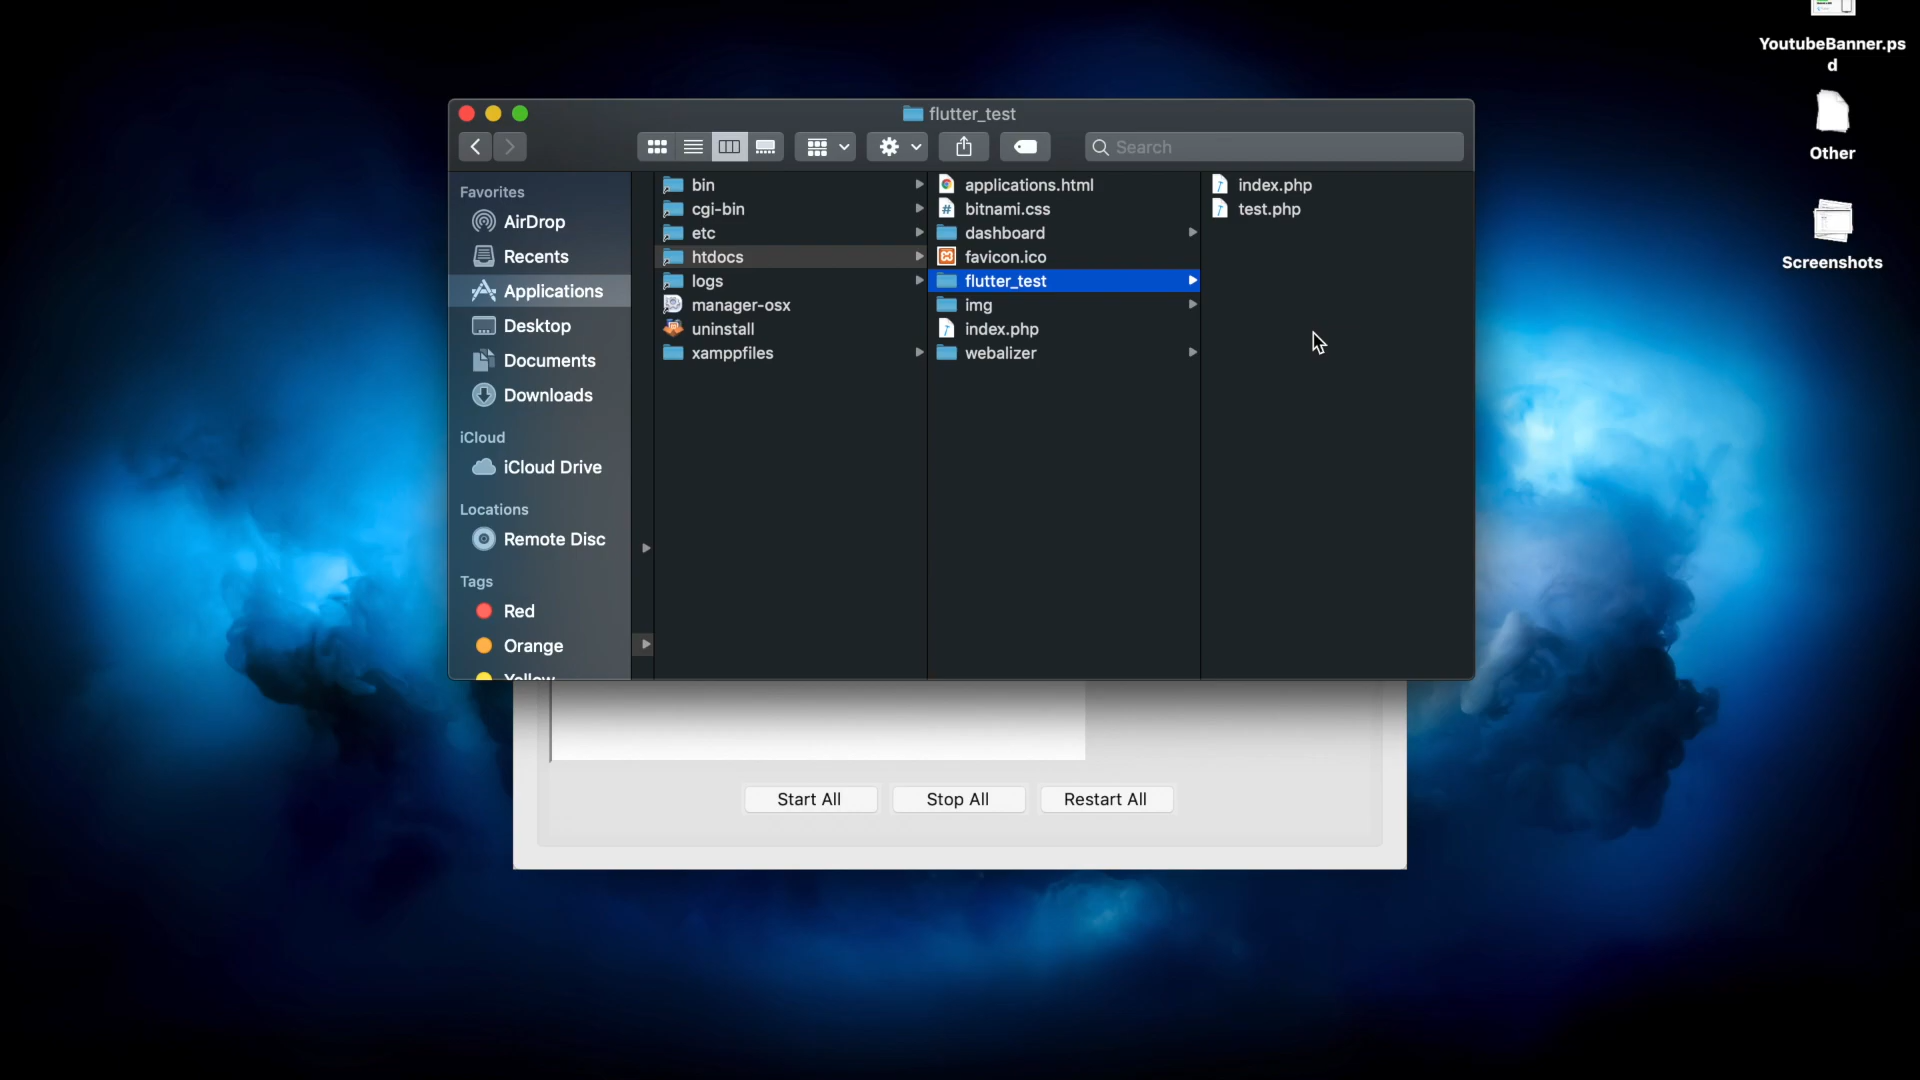 YoutubeBanner.ps
d
Other
Screenshots
flutter_test
Search
Favorites
AirDrop
Recents
Applications
Desktop
Documents
Downloads
iCloud
iCloud Drive
Locations
Remote Disc
Tags
Red
Orange
Yellow
bin
cgi-bin
etc
htdocs
logs
manager-osx
uninstall
xamppfiles
applications.html
bitnami.css
dashboard
favicon.ico
flutter_test
img
index.php
webalizer
index.php
test.php
Start All
Stop All
Restart All